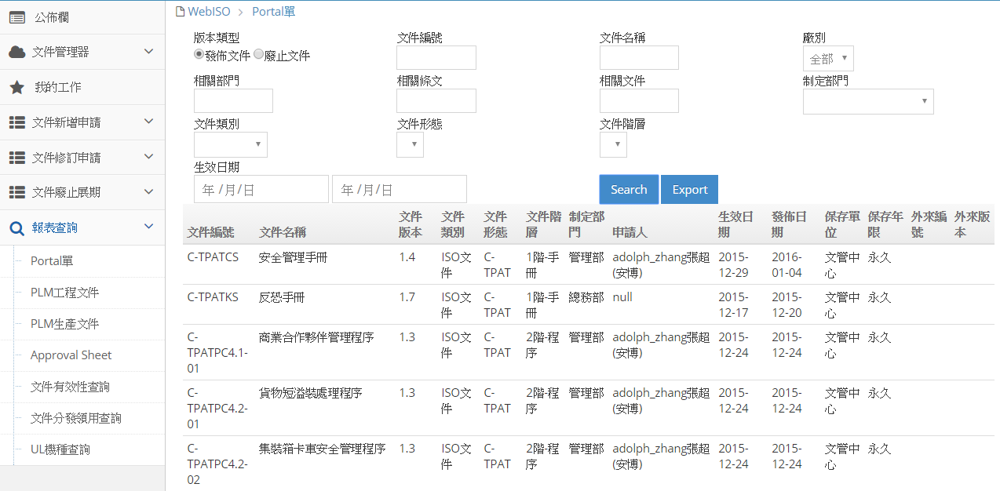 公佈欄
文件管理器
我的工作
文件新增申請
文件修訂申請
文件廢止展期
報表查詢
Portal單
PLM工程文件
PLM生產文件
Approval Sheet
文件有效性查詢
文件分發領用查詢
UL機種查詢
WebISO > Portal單
版本類型 文件編號 文件名稱 廠別
發佈文件 廢止文件 全部
相關部門 相關條文 相關文件 制定部門
文件類別 文件形態 文件階層
生效日期
年 /月/日 年 /月/日 Search Export
文件 文件 文件 文件階 制定部 生效日 發佈日 保存單 保存年 外來編 外來版
文件編號 文件名稱 版本 類別 形態 層 門 申請人 期 期 位 限 號 本
C-TPATCS 安全管理手冊 1.4 ISO文 C- 1階-手 管理部 adolph_zhang張超 2015- 2016- 文管中 永久
件 TPAT 冊 (安博) 12-29 01-04 心
C-TPATKS 反恐手冊 1.7 ISO文 C- 1階-手 總務部 null 2015- 2015- 文管中 永久
件 TPAT 冊 12-17 12-20 心
C- 商業合作夥伴管理程序 1.3 ISO文 C- 2階-程 管理部 adolph_zhang張超 2015- 2015- 文管中 永久
TPATPC4.1- 件 TPAT 序 (安博) 12-24 12-24 心
01
C- 貨物短溢裝處理程序 1.3 ISO文 C- 2階-程 管理部 adolph_zhang張超 2015- 2015- 文管中 永久
TPATPC4.2- 件 TPAT 序 (安博) 12-24 12-24 心
01
C- 集裝箱卡車安全管理程序 1.3 ISO文 C- 2階-程 管理部 adolph_zhang張超 2015- 2015- 文管中 永久
TPATPC4.2- 件 TPAT 序 (安博) 12-24 12-24 心
02